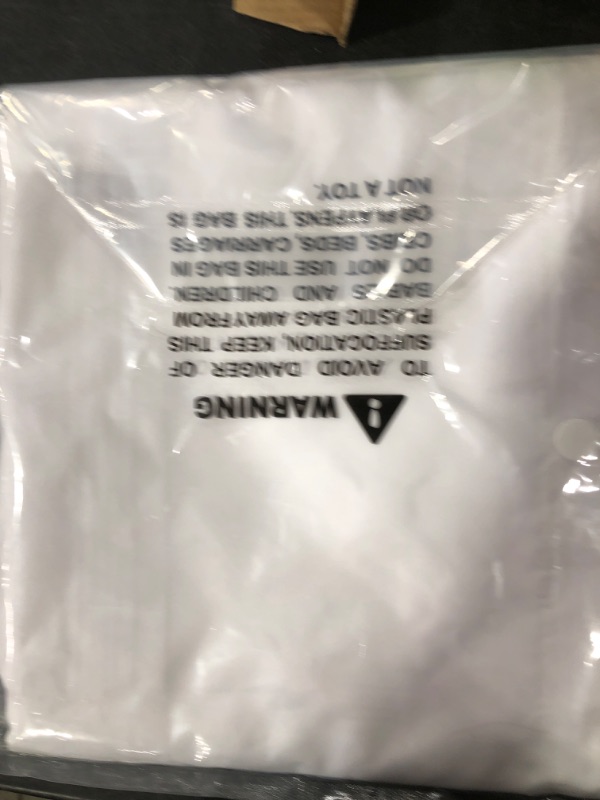 WARNING
TO AVOID DANGER OF
SUFFOCATION, KEEP THIS
PLASTIC BAG AWAY FROM
BABIES AND CHILDREN.
DO NOT USE THIS BAG IN
CRIBS, BEDS, CARRIAGES
OR PLAYPENS. THIS BAG IS
NOT A TOY.